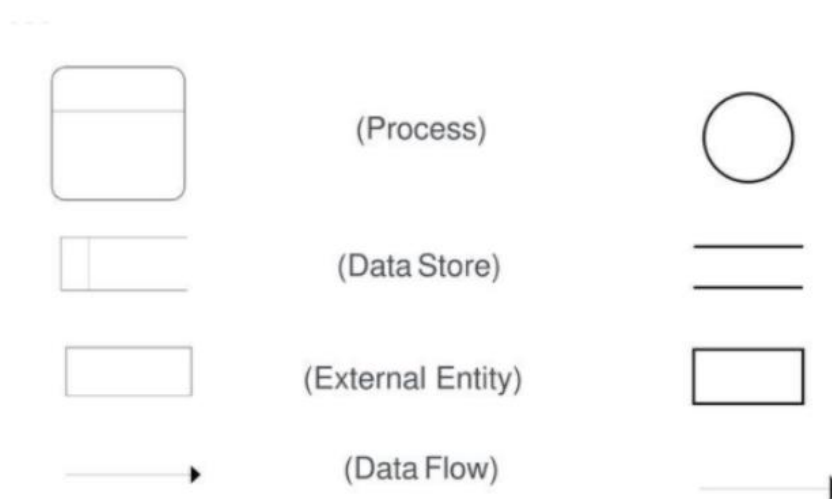 (Process)
(Data Store)
(External Entity)
(Data Flow)